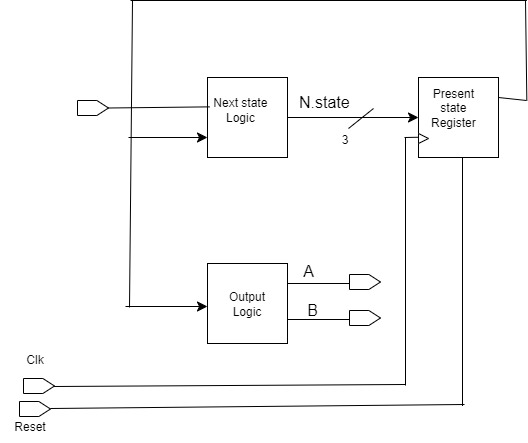 Next state
Logic
N.state
3
Present
state
Register
A
B
Output
Logic
Clk
Reset